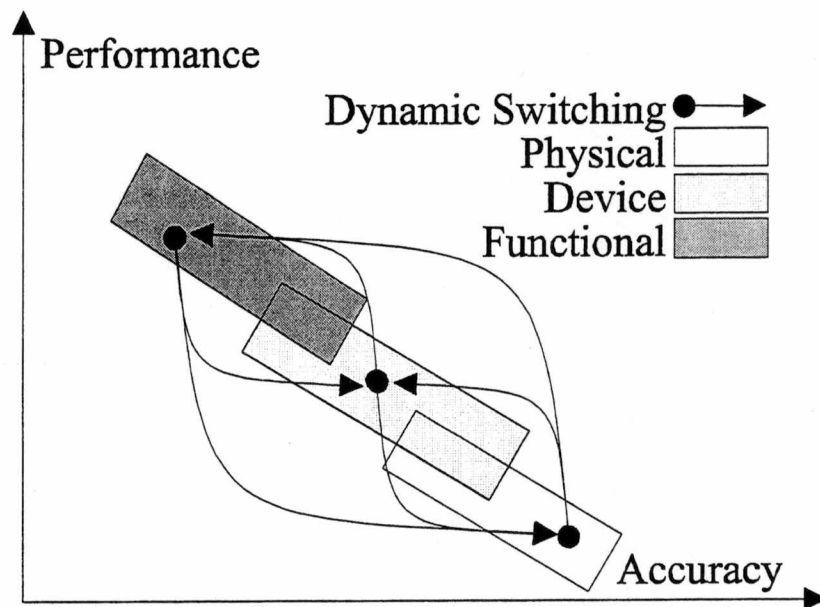 Performance
Dynamic Switching
Physical
Device
Functional
Accuracy